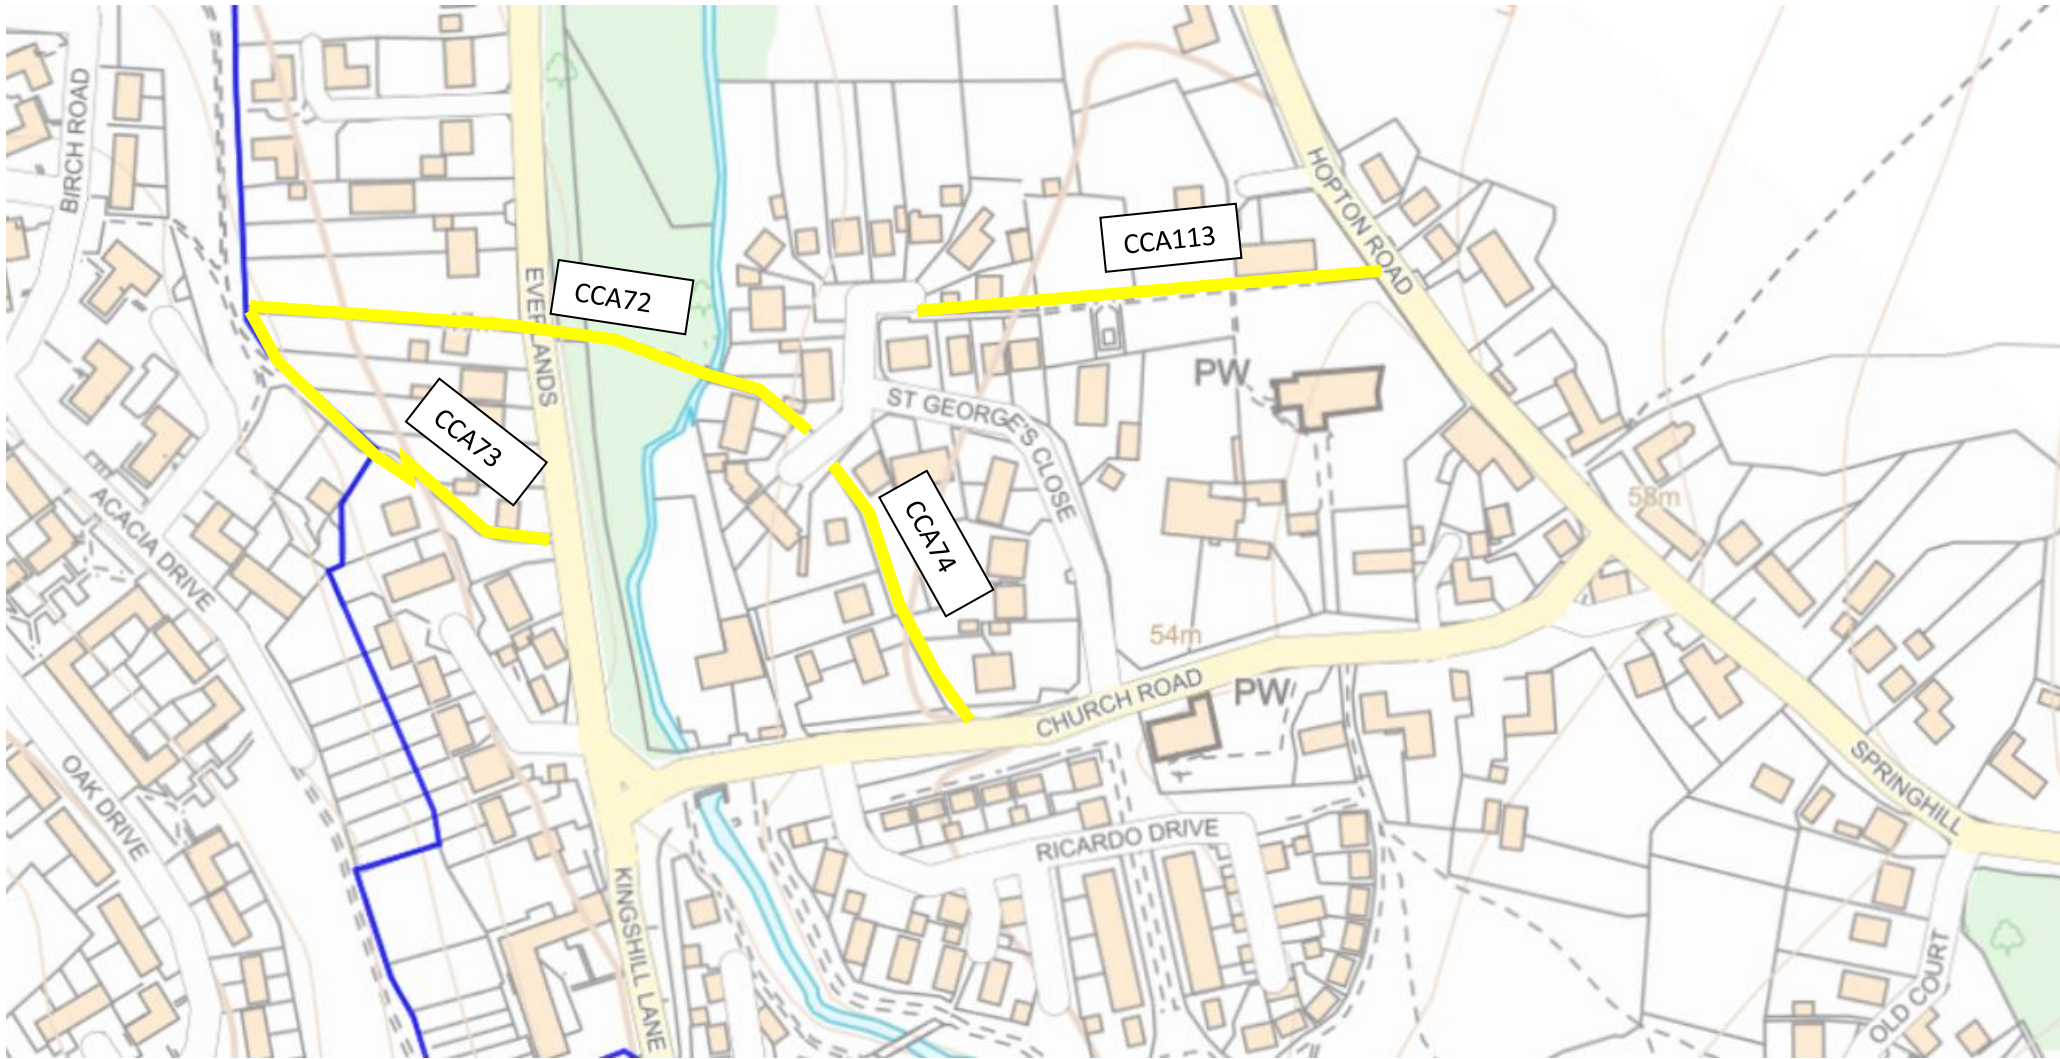 BIRCH ROAD
HOPTON ROAD
CCA113
CCA72
EVERLANDS
PW
ST GEORGE'S CLOSE
CCA73
ACACIA DRIVE
CCA74
58m
54m
CHURCH ROAD
PW
OAK DRIVE
SPRINGHILL
RICARDO DRIVE
KINGSHILL LANE
OLD COURT